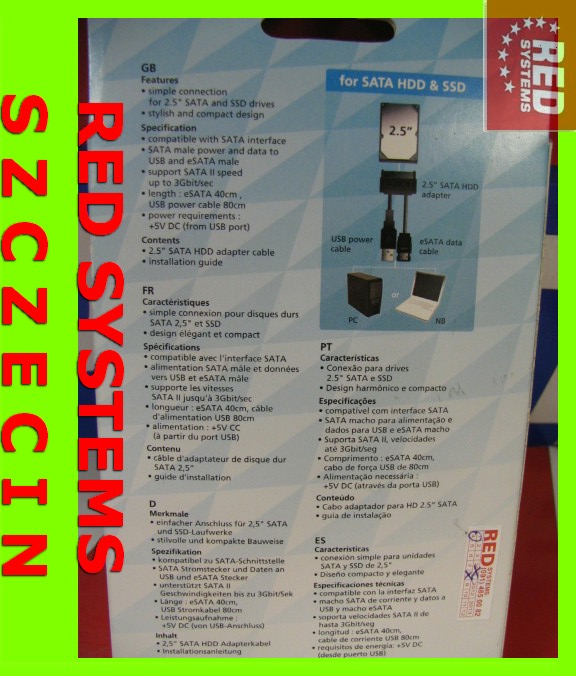 SZCZECIN
RED SYSTEMS
RED
SYSTEMS
GB
Features
• simple connection
for 2.5" SATA and SSD drives
• stylish and compact design
Specification
• compatible with SATA interface
• SATA male power and data to
USB and eSATA male
• support SATA II speed
up to 3Gbit/sec
• length : eSATA 40cm ,
USB power cable 80cm
• power requirements :
+5V DC (from USB port)
Contents
• 2.5" SATA HDD adapter cable
• installation guide
for SATA HDD & SSD
2.5"
2.5" SATA HDD
adapter
USB power
cable
eSATA data
cable
PC
or
NB
FR
Caractéristiques
• simple connexion pour disques durs
SATA 2,5" et SSD
• design élégant et compact
Spécifications
• compatible avec l'interface SATA
• alimentation SATA mâle et données
vers USB et eSATA mâle
• supporte les vitesses
SATA II jusqu'à 3Gbit/sec
• longueur : eSATA 40cm, câble
d'alimentation USB 80cm
• alimentation : +5V CC
(à partir du port USB)
Contenu
• câble d'adaptateur de disque dur
SATA 2,5"
• guide d'installation
D
Merkmale
• einfacher Anschluss für 2,5" SATA
und SSD-Laufwerke
• stilvolle und kompakte Bauweise
Spezifikation
• kompatibel zu SATA-Schnittstelle
• SATA Stromstecker und Daten an
USB und eSATA Stecker
• unterstützt SATA II
Geschwindigkeiten bis zu 3Gbit/Sek
• Länge : eSATA 40cm,
USB Stromkabel 80cm
• Leistungsaufnahme :
+5V DC (von USB-Anschluss)
Inhalt
• 2,5" SATA HDD Adapterkabel
• Installationsanleitung
PT
Características
• Conexão para drives
2.5" SATA e SSD
• Design harmônico e compacto
Especificações
• compatível com interface SATA
• SATA macho para alimentação e
dados para USB e eSATA macho
• Suporta SATA II, velocidades
até 3Gbit/seg
• Comprimento : eSATA 40cm,
cabo de força USB de 80cm
• Alimentação necessária :
+5V DC (através da porta USB)
Conteúdo
• Cabo adaptador para HD 2.5" SATA
• guia de instalação
ES
Características
• conexión simple para unidades
SATA y SSD de 2,5"
• Diseño compacto y elegante
Especificaciones técnicas
• compatible con la interfaz SATA
• macho SATA de corriente y datos a
USB y macho eSATA
• soporta velocidades SATA II de
hasta 3Gbit/seg
• longitud : eSATA 40cm,
cable de corriente USB 80cm
• requisitos de energía: +5V DC
(desde puerto USB)
RED
SYSTEMS